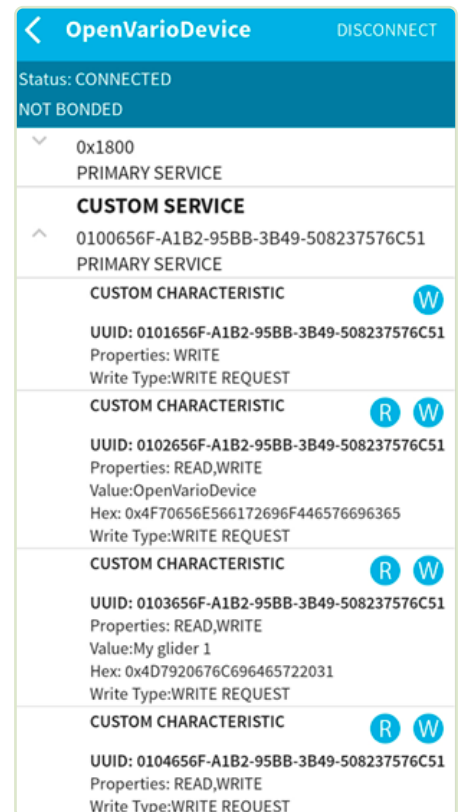 OpenVarioDevice DISCONNECT
Status: CONNECTED
NOT BONDED
0x1800
PRIMARY SERVICE
CUSTOM SERVICE
0100656F-A1B2-95BB-3B49-508237576C51
PRIMARY SERVICE
CUSTOM CHARACTERISTIC W
UUID: 0101656F-A1B2-95BB-3B49-508237576C51
Properties: WRITE
Write Type:WRITE REQUEST
CUSTOM CHARACTERISTIC R W
UUID: 0102656F-A1B2-95BB-3B49-508237576C51
Properties: READ,WRITE
Value:OpenVarioDevice
Hex: 0x4F70656E566172696F446576696365
Write Type:WRITE REQUEST
CUSTOM CHARACTERISTIC R W
UUID: 0103656F-A1B2-95BB-3B49-508237576C51
Properties: READ,WRITE
Value:My glider 1
Hex: 0x4D7920676C696465722031
Write Type:WRITE REQUEST
CUSTOM CHARACTERISTIC R W
UUID: 0104656F-A1B2-95BB-3B49-508237576C51
Properties: READ,WRITE
Write Type:WRITE REQUEST